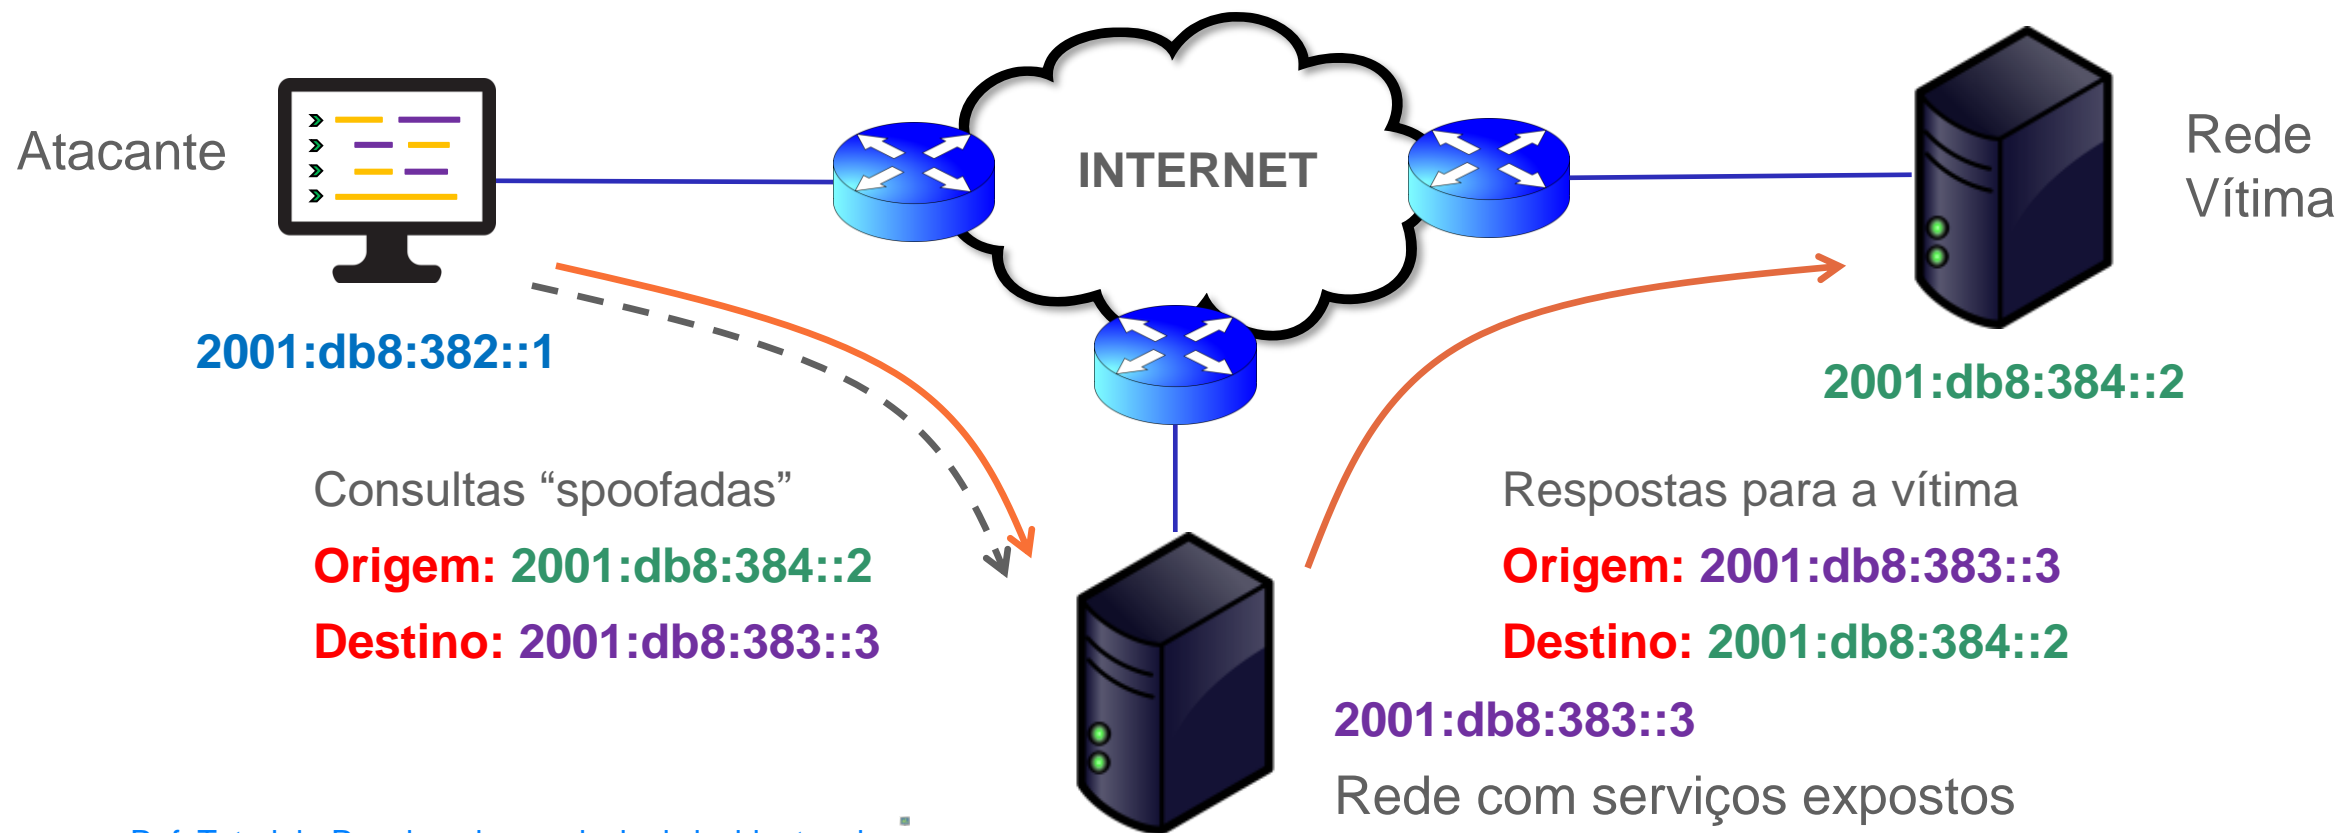 Atacante
INTERNET
Rede
Vítima
2001:db8:382::1
2001:db8:384::2
Consultas “spoofadas”
Origem: 2001:db8:384::2
Destino: 2001:db8:383::3
Respostas para a vítima
Origem: 2001:db8:383::3
Destino: 2001:db8:384::2
2001:db8:383::3
Rede com serviços expostos